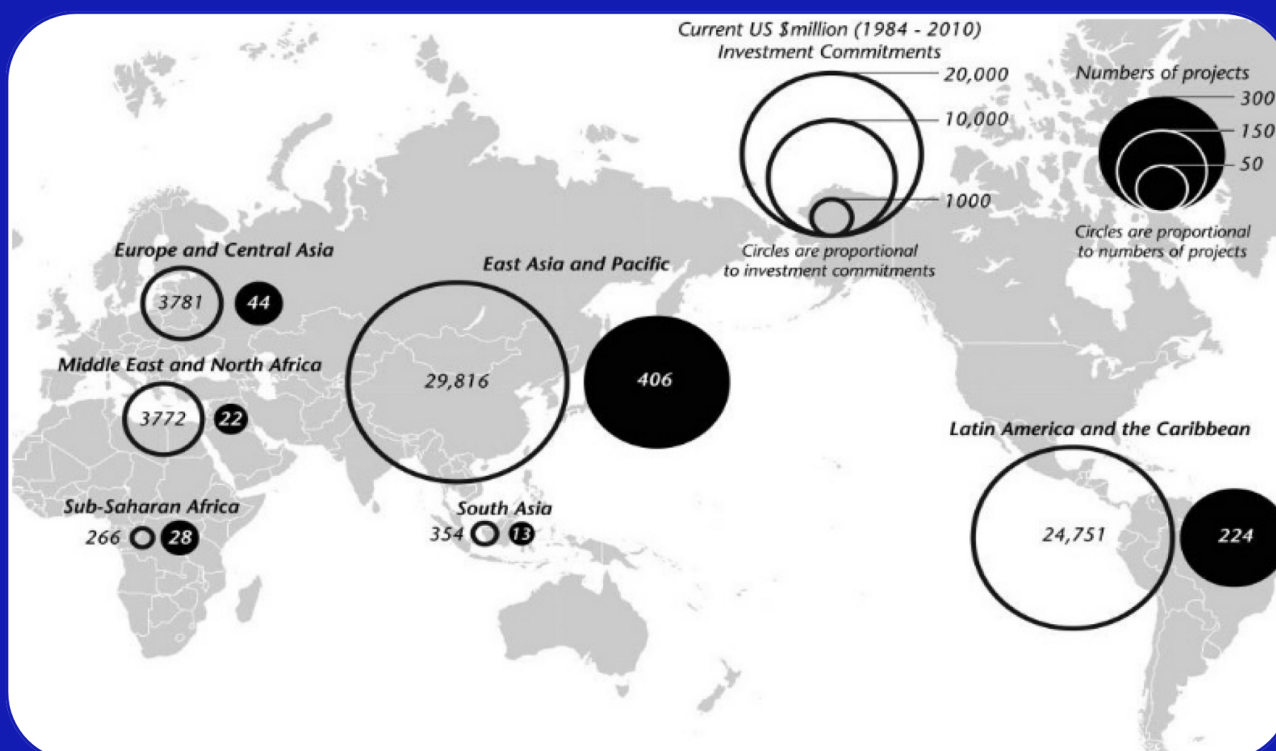 Current US $million (1984 - 2010)
Investment Commitments
20,000
10,000
1000
Circles are proportional
to investment commitments
Numbers of projects
300
150
50
Circles are proportional
to numbers of projects
Europe and Central Asia
3781 44
East Asia and Pacific
29,816 406
Middle East and North Africa
3772 22
Sub-Saharan Africa
266 28
South Asia
354 13
Latin America and the Caribbean
24,751 224